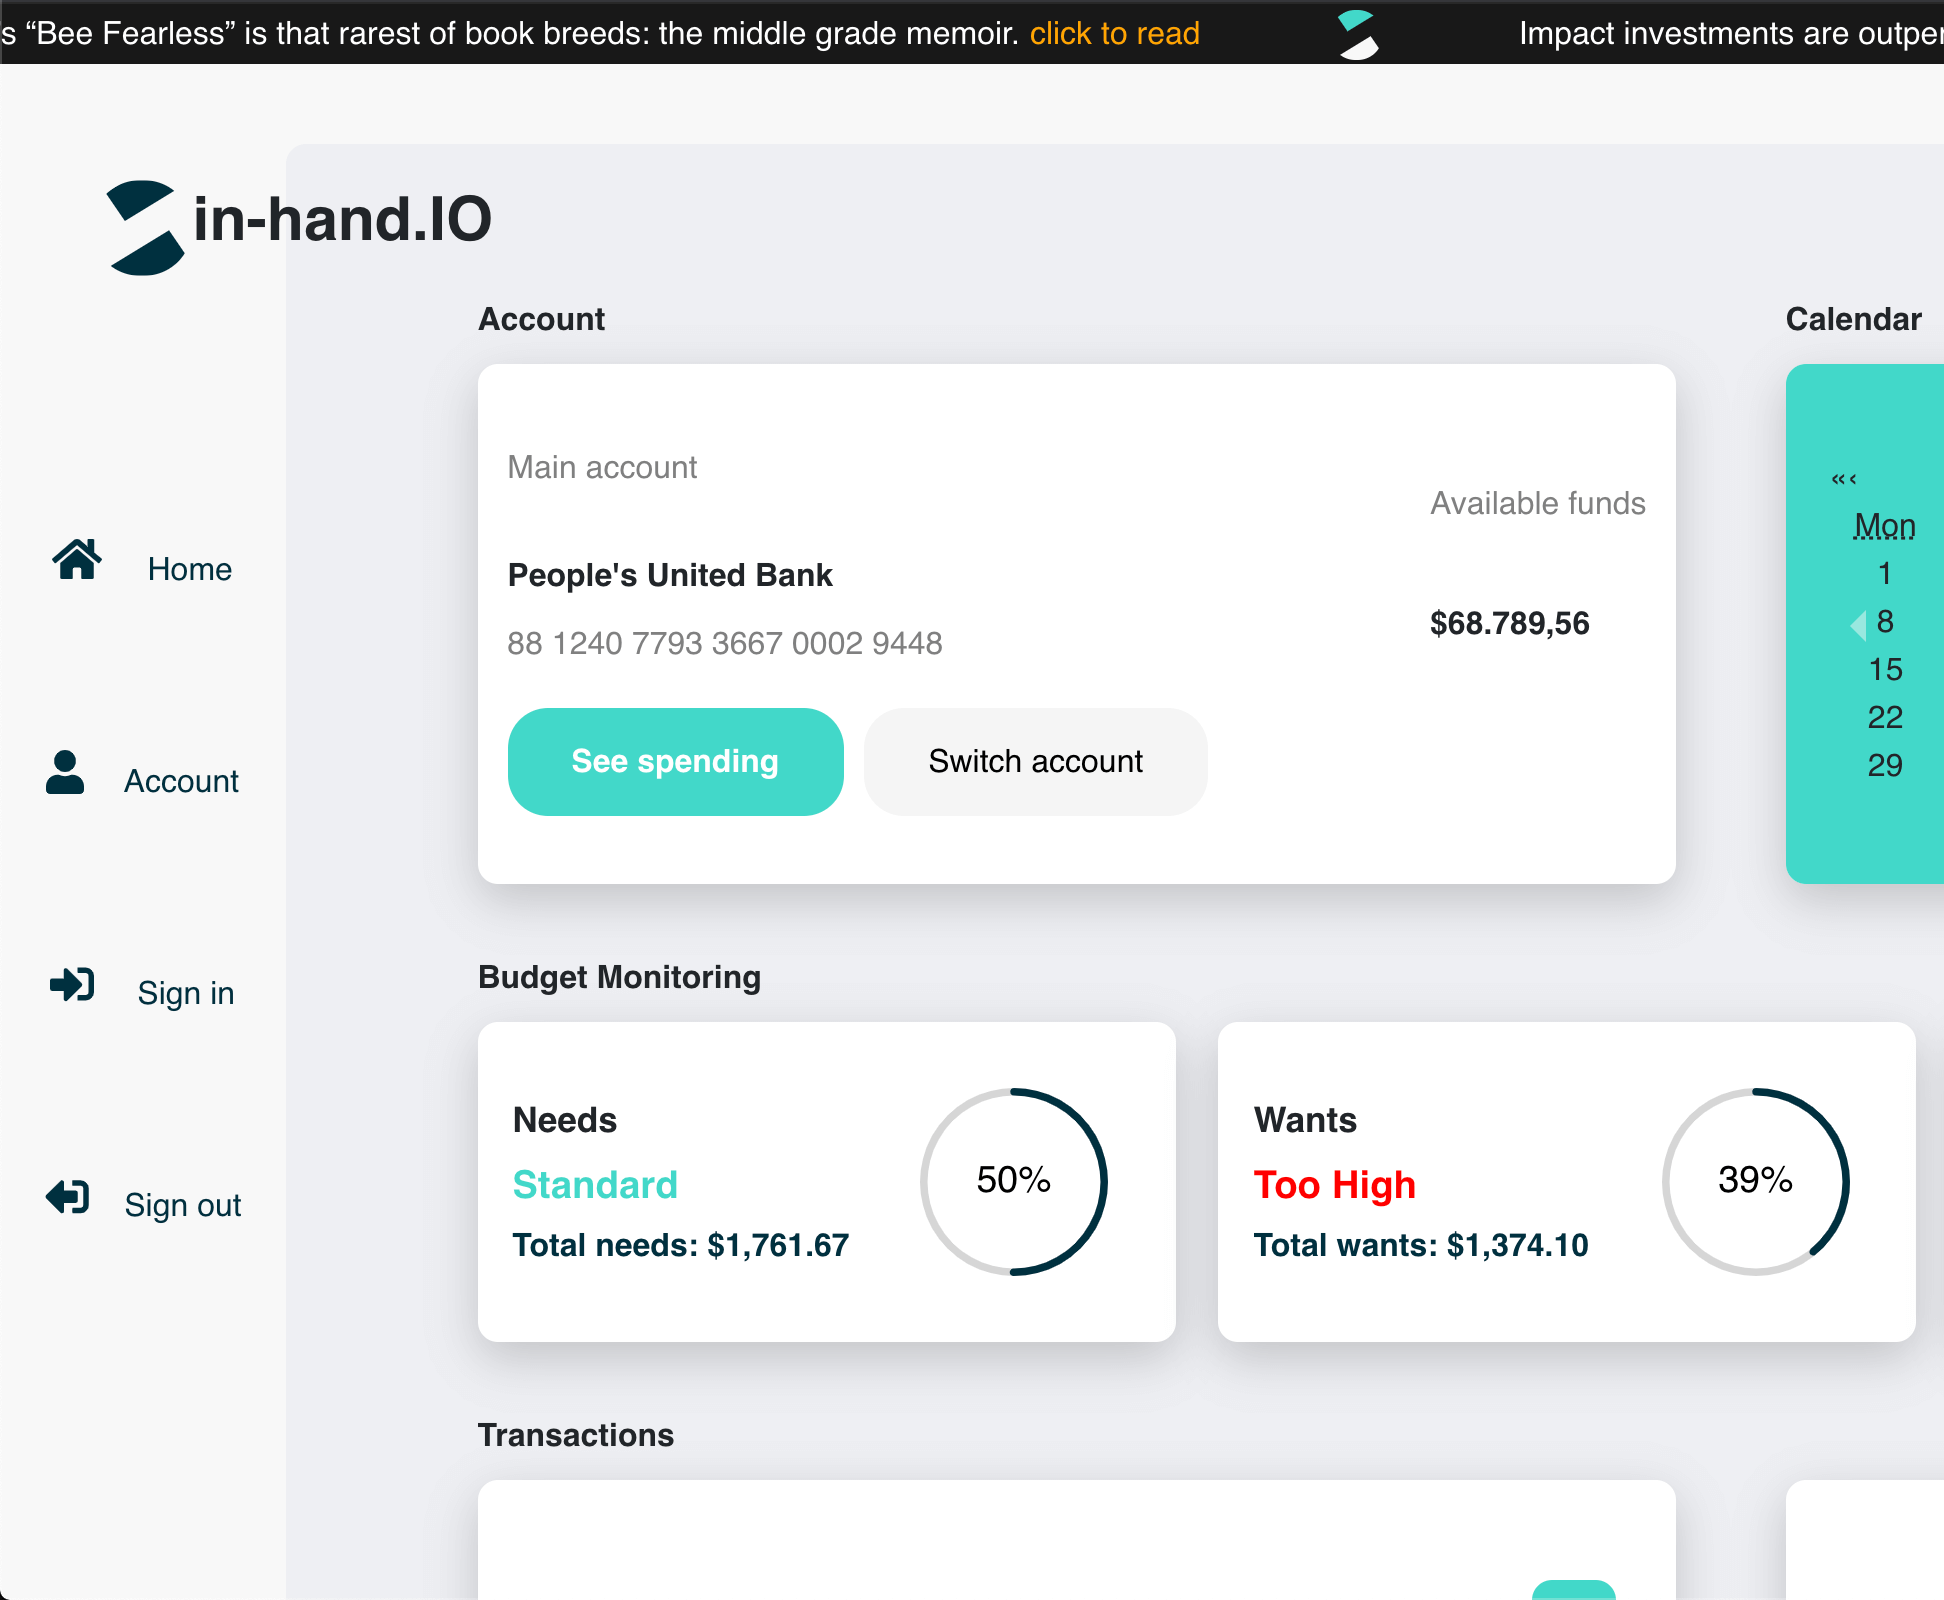 s “Bee Fearless” is that rarest of book breeds: the middle grade memoir. click to read
Impact investments are outper
in-hand.IO
Home
Account
Sign in
Sign out
Account
Main account
Available funds
People's United Bank
$68.789,56
88 1240 7793 3667 0002 9448
See spending
Switch account
Calendar
« ‹
Mon
1
8
15
22
29
Budget Monitoring
Needs
Standard
Total needs: $1,761.67
50%
Wants
Too High
Total wants: $1,374.10
39%
Transactions